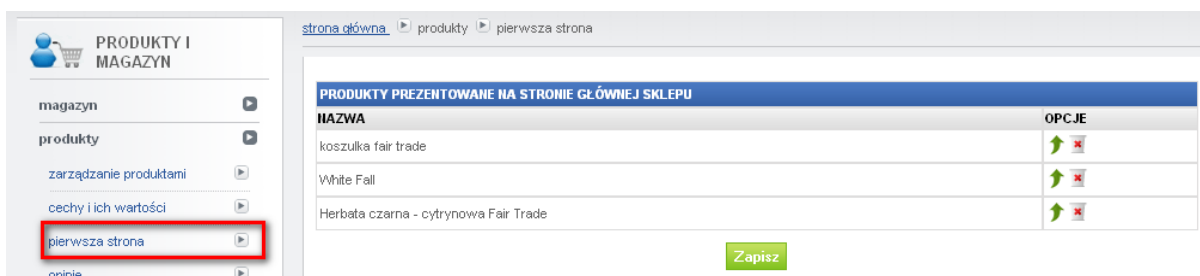 PRODUKTY I
MAGAZYN
magazyn
produkty
zarządzanie produktami
cechy i ich wartości
pierwsza strona
opinie
strona główna produkty pierwsza strona
PRODUKTY PREZENTOWANE NA STRONIE GŁÓWNEJ SKLEPU
NAZWA OPCJE
koszulka fair trade
White Fall
Herbata czarna - cytrynowa Fair Trade
Zapisz